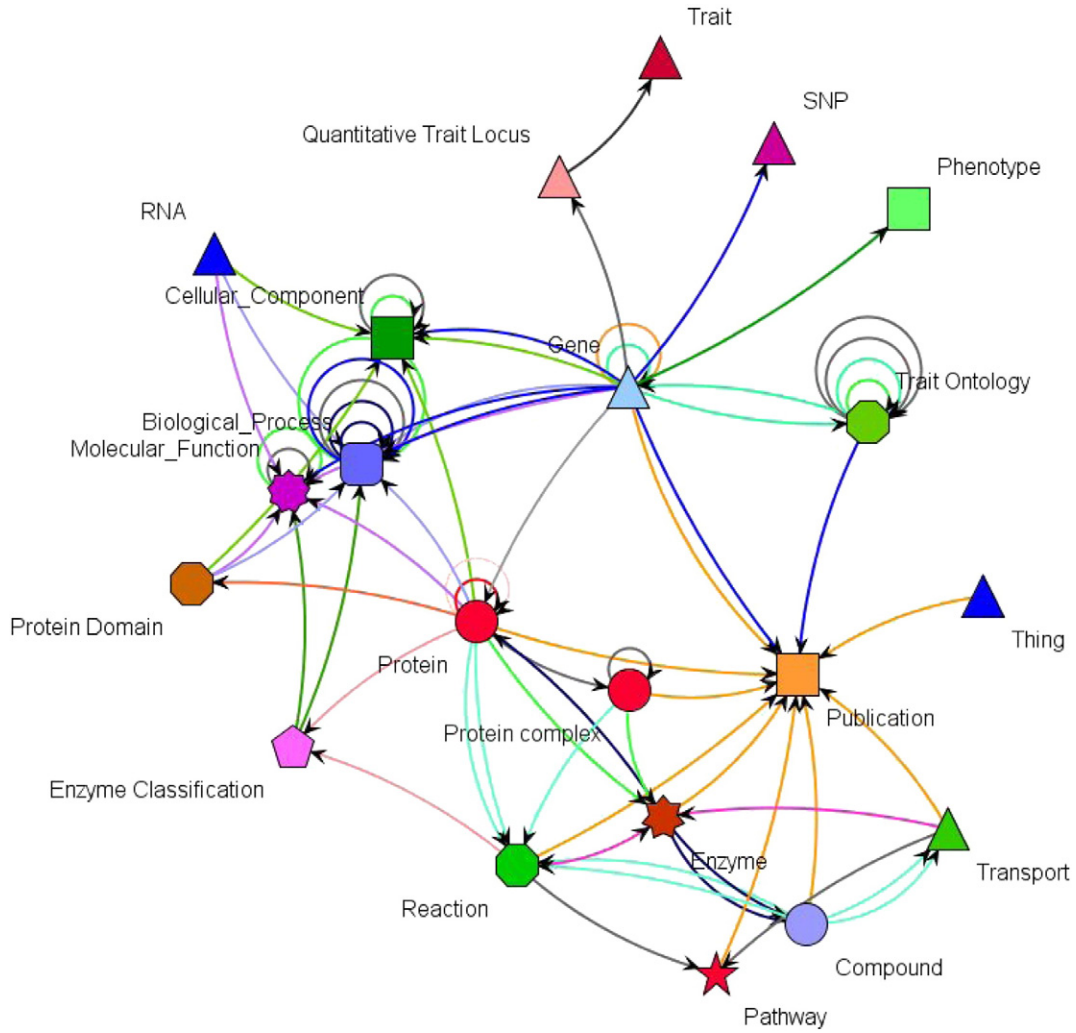 Trait
SNP
Quantitative Trait Locus
Phenotype
RNA
Cellular_Component
Gene
Trait Ontology
Biological_Process
Molecular_Function
Protein Domain
Thing
Protein
Publication
Protein complex
Enzyme Classification
Enzyme
Transport
Reaction
Compound
Pathway